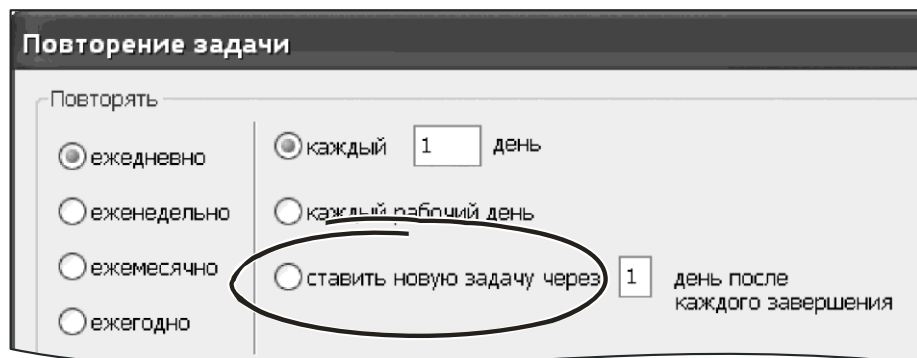 Повторение задачи
Повторять
ежедневно
еженедельно
ежемесячно
ежегодно
каждый 1 день
каждый рабочий день
ставить новую задачу через 1 день после
каждого завершения